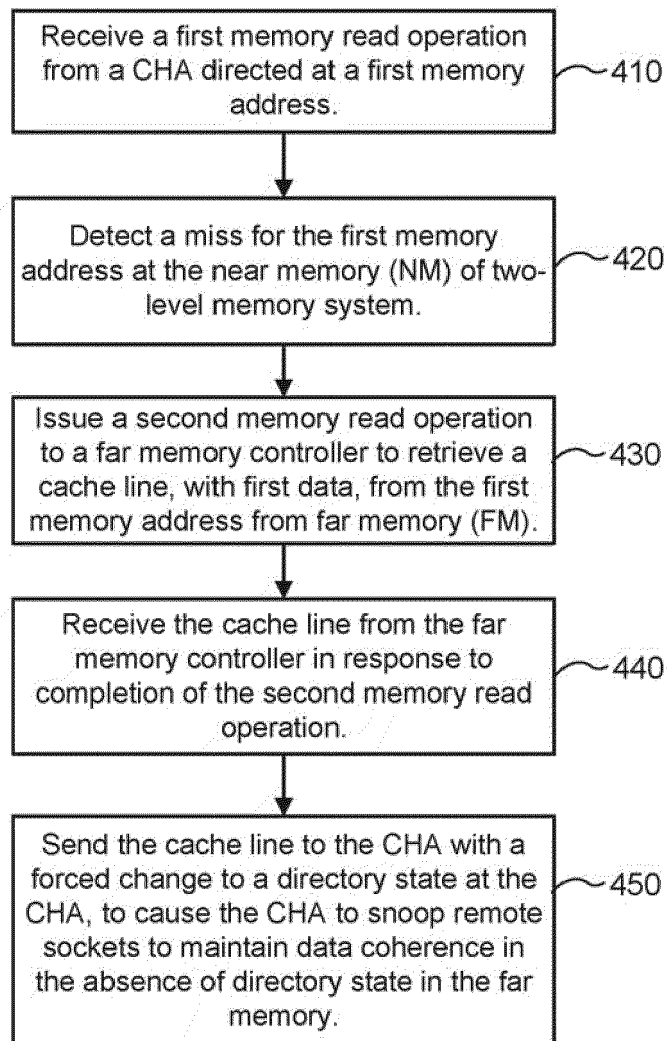 Receive a first memory read operation
from a CHA directed at a first memory
address.
410
Detect a miss for the first memory
address at the near memory (NM) of two-
level memory system.
420
Issue a second memory read operation
to a far memory controller to retrieve a
cache line, with first data, from the first
memory address from far memory (FM).
430
Receive the cache line from the far
memory controller in response to
completion of the second memory read
operation.
440
Send the cache line to the CHA with a
forced change to a directory state at the
CHA, to cause the CHA to snoop remote
sockets to maintain data coherence in
the absence of directory state in the far
memory.
450